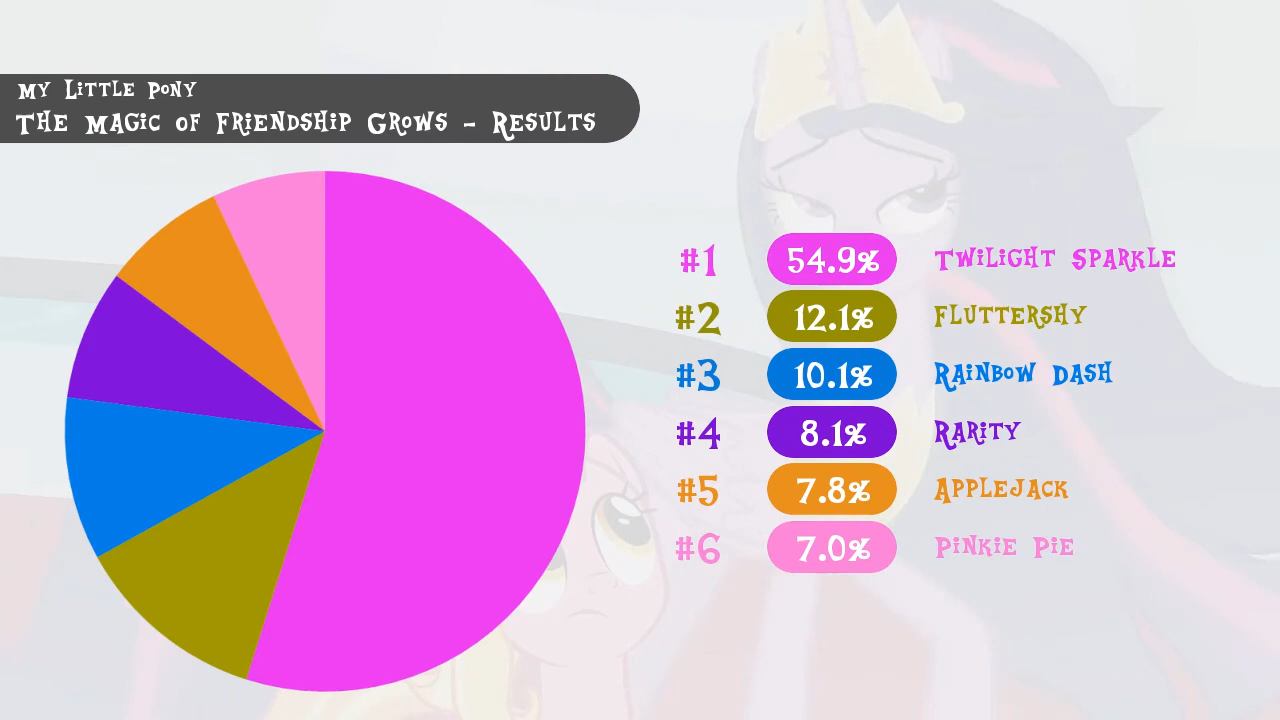 My Little Pony
The Magic of Friendship Grows - Results
#1 54.9% Twilight Sparkle
#2 12.1% Fluttershy
#3 10.1% Rainbow Dash
#4 8.1% Rarity
#5 7.8% Applejack
#6 7.0% Pinkie Pie